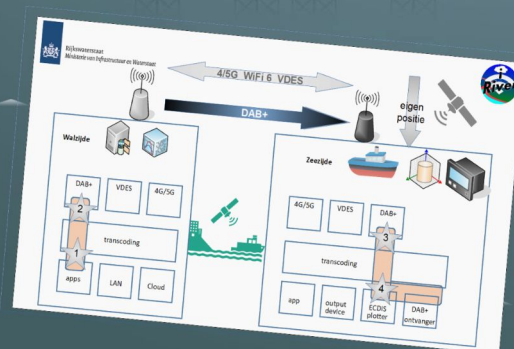 Rijkswaterstaat
Ministerie van Infrastructuur en Waterstaat
River
4/5G WiFi 6 VDES
DAB+
eigen
positie
Walzijde
DAB+
VDES
4G/5G
2
transcoding
1
apps
LAN
Cloud
Zeezijde
4G/5G
VDES
DAB+
3
transcoding
4
app
output
device
ECDIS
plotter
DAB+
ontvanger